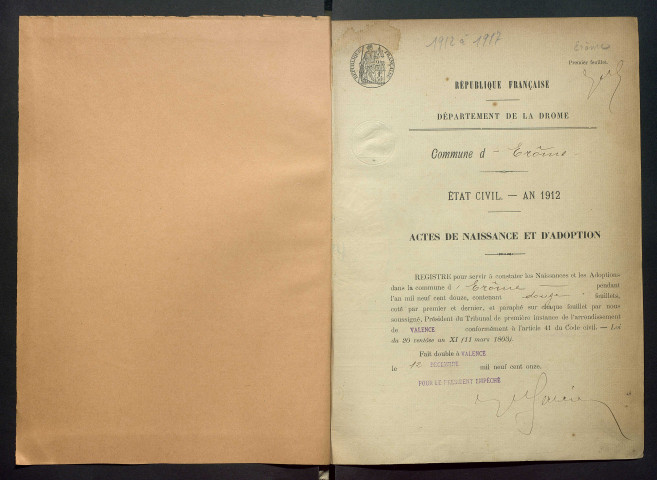 1912 à 1917
Erôme
Premier feuillet.
RÉPUBLIQUE FRANÇAISE
DÉPARTEMENT DE LA DROME
Commune d - Erôme -
ÉTAT CIVIL. — AN 1912
ACTES DE NAISSANCE ET D'ADOPTION
REGISTRE pour servir à constater les Naissances et les Adoptions
dans la commune d' Erôme pendant
l'an mil neuf cent douze, contenant douze feuillets,
coté par premier et dernier, et paraphé sur chaque feuillet par nous
soussigné, Président du Tribunal de première instance de l'arrondissement
de VALENCE conformément à l'article 41 du Code civil. — Loi
du 20 ventôse an XI (11 mars 1803).
Fait double à VALENCE
le 12 DÉCEMBRE mil neuf cent onze.
POUR LE PRÉSIDENT EMPÊCHÉ